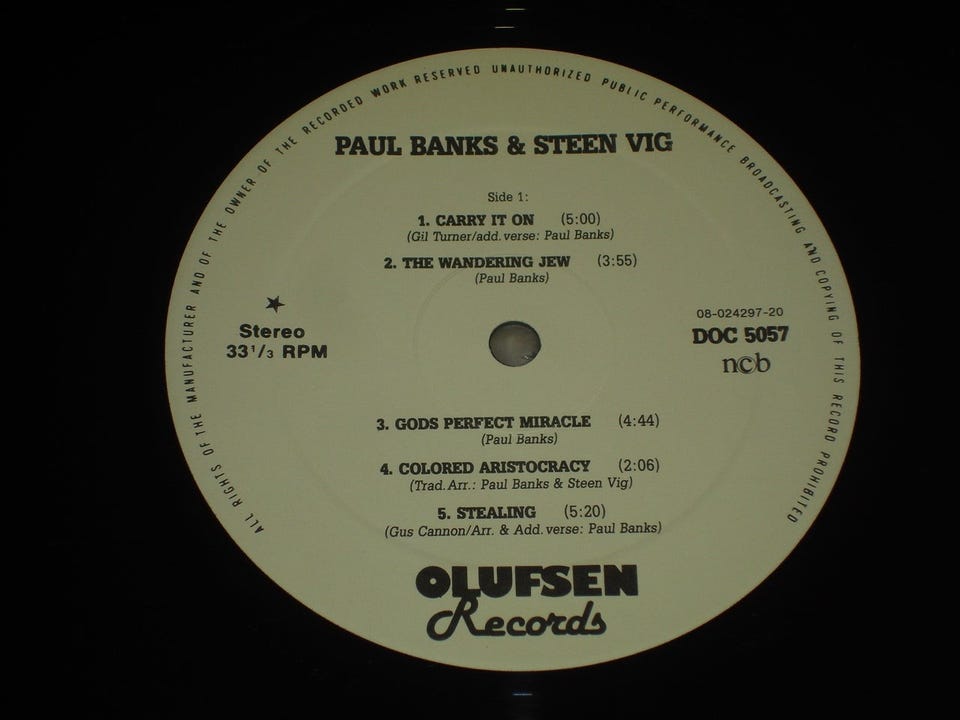 ALL RIGHTS OF THE MANUFACTURER AND OF THE OWNER OF THE RECORDED WORK RESERVED UNAUTHORIZED PUBLIC PERFORMANCE BROADCASTING AND COPYING OF THIS RECORD PROHIBITED
PAUL BANKS & STEEN VIG
Side 1:
1. CARRY IT ON (5:00)
(Gil Turner/add. verse: Paul Banks)
2. THE WANDERING JEW (3:55)
(Paul Banks)
Stereo
33 1/3 RPM
08-024297-20
DOC 5057
ncb
3. GODS PERFECT MIRACLE (4:44)
(Paul Banks)
4. COLORED ARISTOCRACY (2:06)
(Trad. Arr.: Paul Banks & Steen Vig)
5. STEALING (5:20)
(Gus Cannon/Arr. & Add. verse: Paul Banks)
OLUFSEN
Records